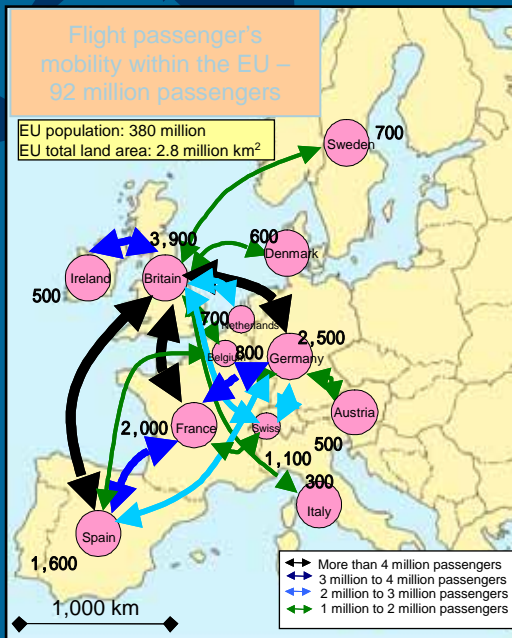 Flight passenger's
mobility within the EU –
92 million passengers
EU population: 380 million
EU total land area: 2.8 million km²
Sweden 700
3,900
600
Denmark
Ireland
Britain
500
700
Netherlands
2,500
Belgium
800
Germany
2,000
France
Swiss
Austria
500
1,100
300
Italy
Spain
1,600
1,000 km
More than 4 million passengers
3 million to 4 million passengers
2 million to 3 million passengers
1 million to 2 million passengers